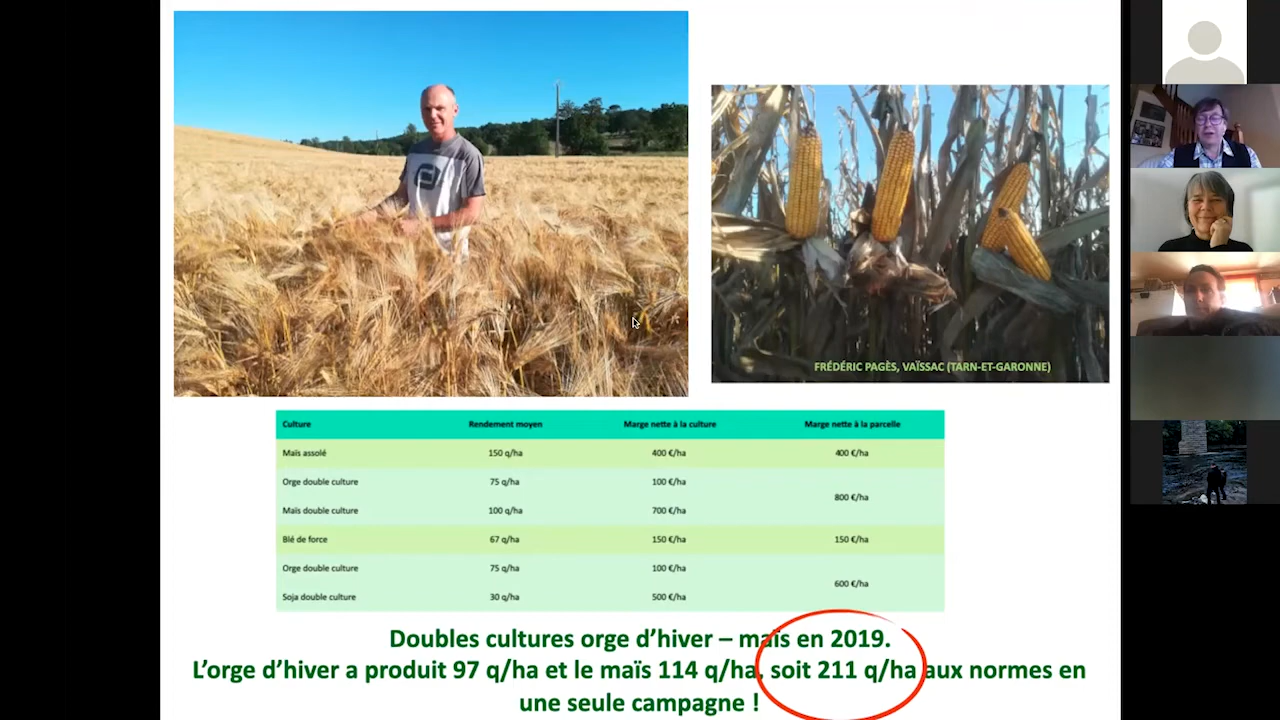 FRÉDÉRIC PAGÈS, VAÏSSAC (TARN-ET-GARONNE)
Culture Rendement moyen Marge nette à la culture Marge nette à la parcelle
Maïs assolé 150 q/ha 400 €/ha 400 €/ha
Orge double culture 75 q/ha 100 €/ha
800 €/ha
Maïs double culture 100 q/ha 700 €/ha
Blé de force 67 q/ha 150 €/ha 150 €/ha
Orge double culture 75 q/ha 100 €/ha
600 €/ha
Soja double culture 30 q/ha 500 €/ha
Doubles cultures orge d'hiver – maïs en 2019.
L'orge d'hiver a produit 97 q/ha et le maïs 114 q/ha, soit 211 q/ha aux normes en
une seule campagne !